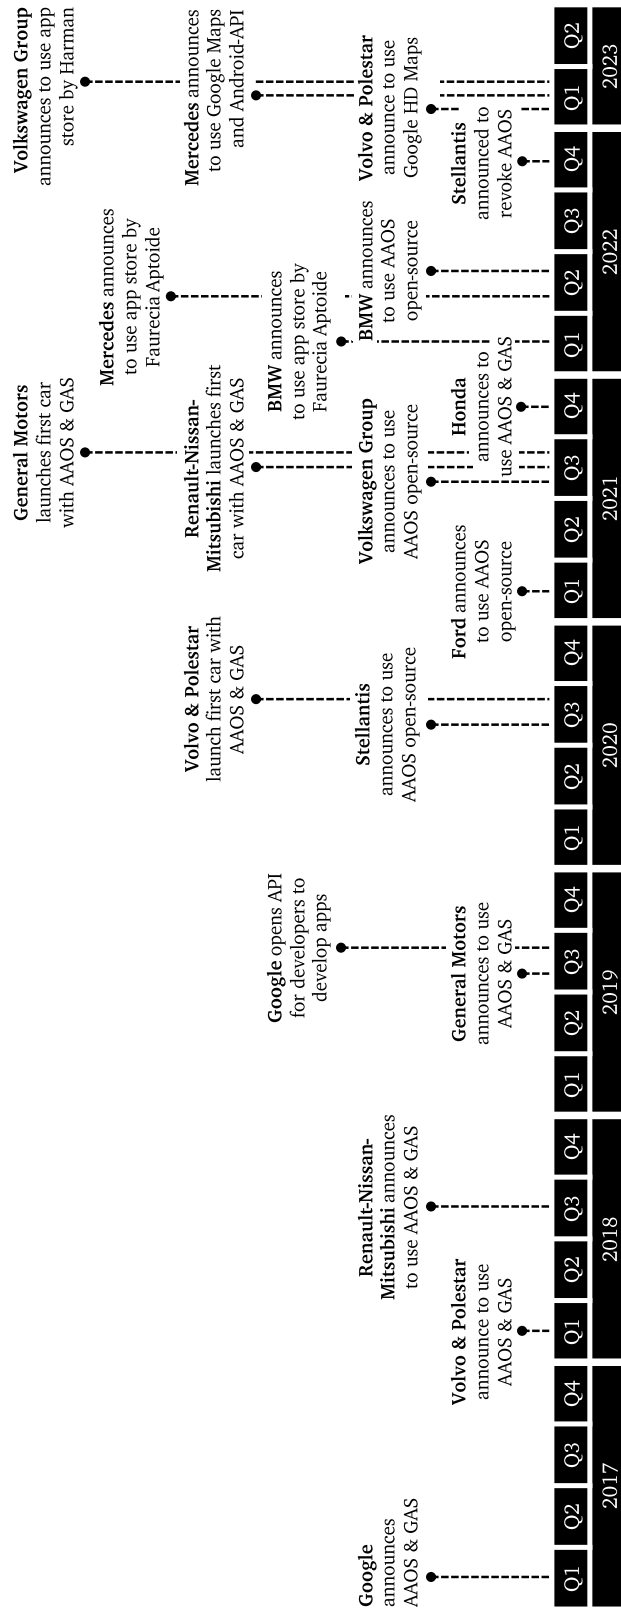 Google
announces
AAOS & GAS
Volvo & Polestar
announce to use
AAOS & GAS
Renault-Nissan-
Mitsubishi announces
to use AAOS & GAS
General Motors
announces to use
AAOS & GAS
Google opens API
for developers to
develop apps
Stellantis
announces to use
AAOS open-source
Volvo & Polestar
launch first car with
AAOS & GAS
Ford announces
to use AAOS
open-source
Volkswagen Group
announces to use
AAOS open-source
Renault-Nissan-
Mitsubishi launches first
car with AAOS & GAS
General Motors
launches first car
with AAOS & GAS
Honda
announces to
use AAOS & GAS
BMW announces
to use app store by
Faurecia Aptoide
Mercedes announces
to use app store by
Faurecia Aptoide
BMW announces
to use AAOS
open-source
Stellantis
announced to
revoke AAOS
Volvo & Polestar
announce to use
Google HD Maps
Mercedes announces
to use Google Maps
and Android-API
Volkswagen Group
announces to use app
store by Harman
Q1 Q2 Q3 Q4 Q1 Q2 Q3 Q4 Q1 Q2 Q3 Q4 Q1 Q2 Q3 Q4 Q1 Q2 Q3 Q4 Q1 Q2 Q3 Q4 Q1 Q2
2017 2018 2019 2020 2021 2022 2023